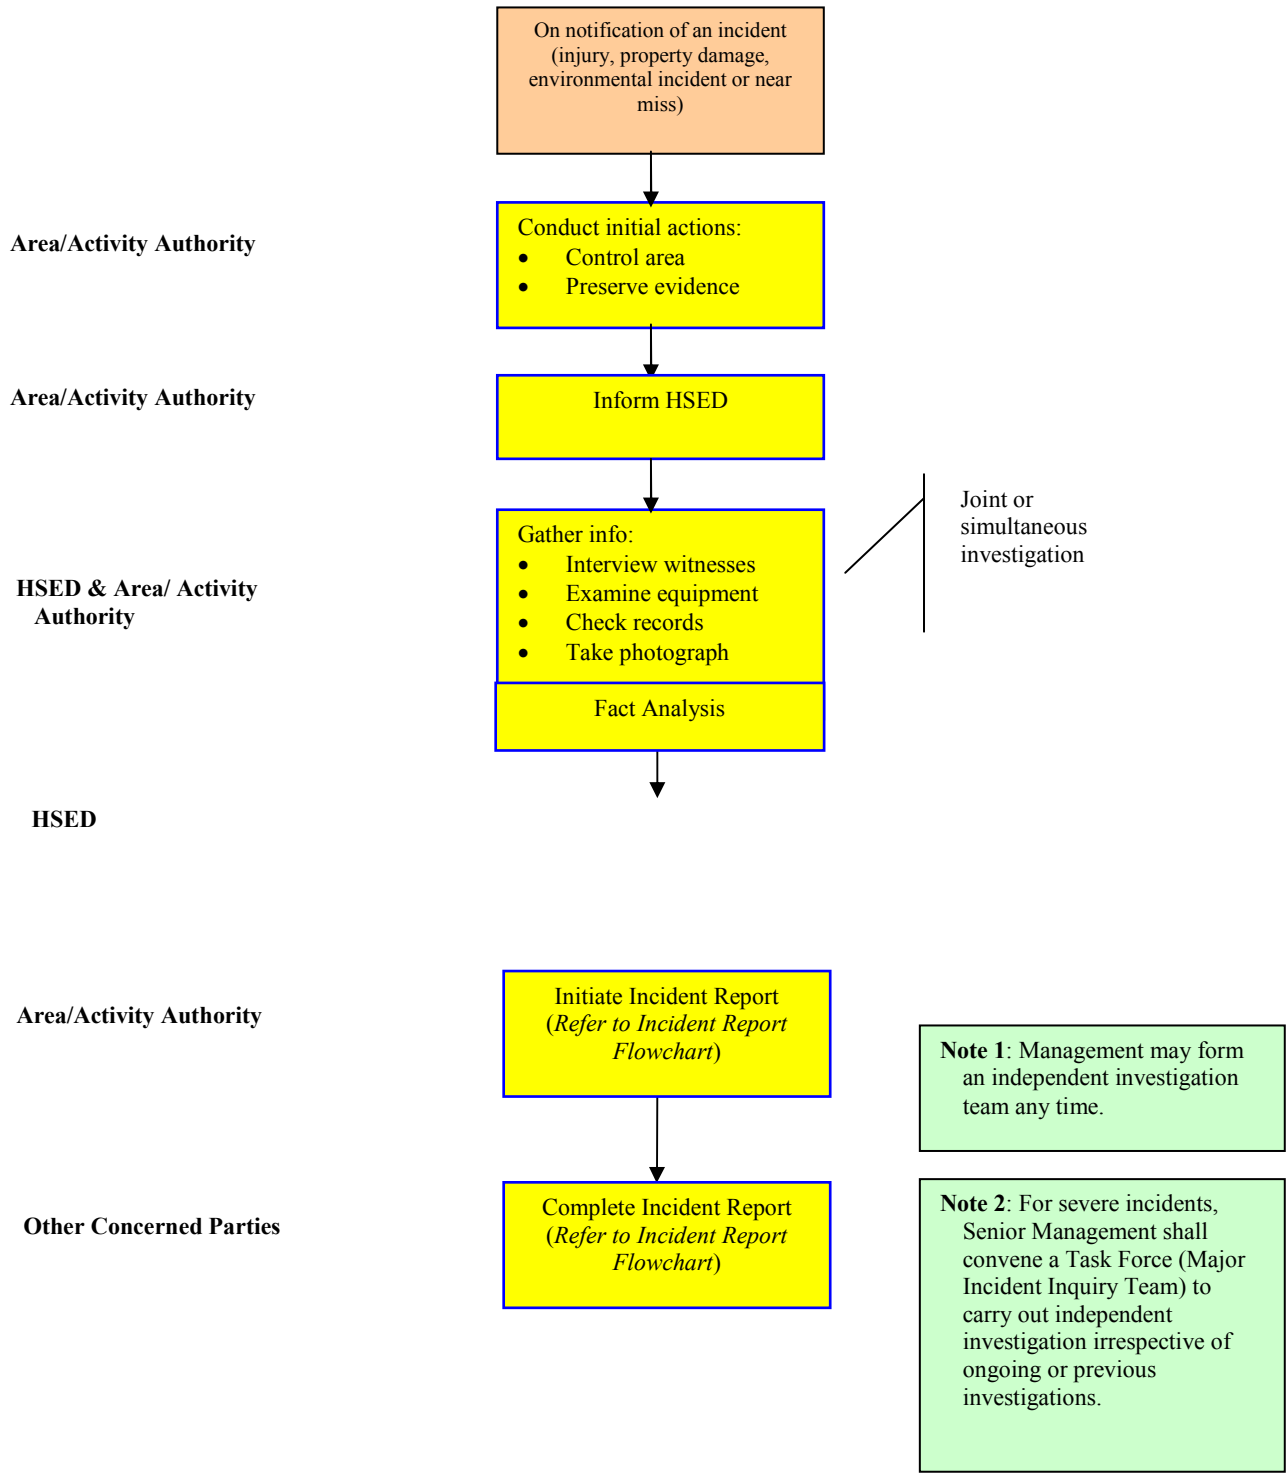 On notification of an incident
(injury, property damage,
environmental incident or near
miss)
Area/Activity Authority
Conduct initial actions:
• Control area
• Preserve evidence
Area/Activity Authority
Inform HSED
Joint or
simultaneous
investigation
HSED & Area/ Activity
Authority
Gather info:
• Interview witnesses
• Examine equipment
• Check records
• Take photograph
Fact Analysis
HSED
Area/Activity Authority
Initiate Incident Report
(Refer to Incident Report
Flowchart)
Note 1: Management may form
an independent investigation
team any time.
Other Concerned Parties
Complete Incident Report
(Refer to Incident Report
Flowchart)
Note 2: For severe incidents,
Senior Management shall
convene a Task Force (Major
Incident Inquiry Team) to
carry out independent
investigation irrespective of
ongoing or previous
investigations.